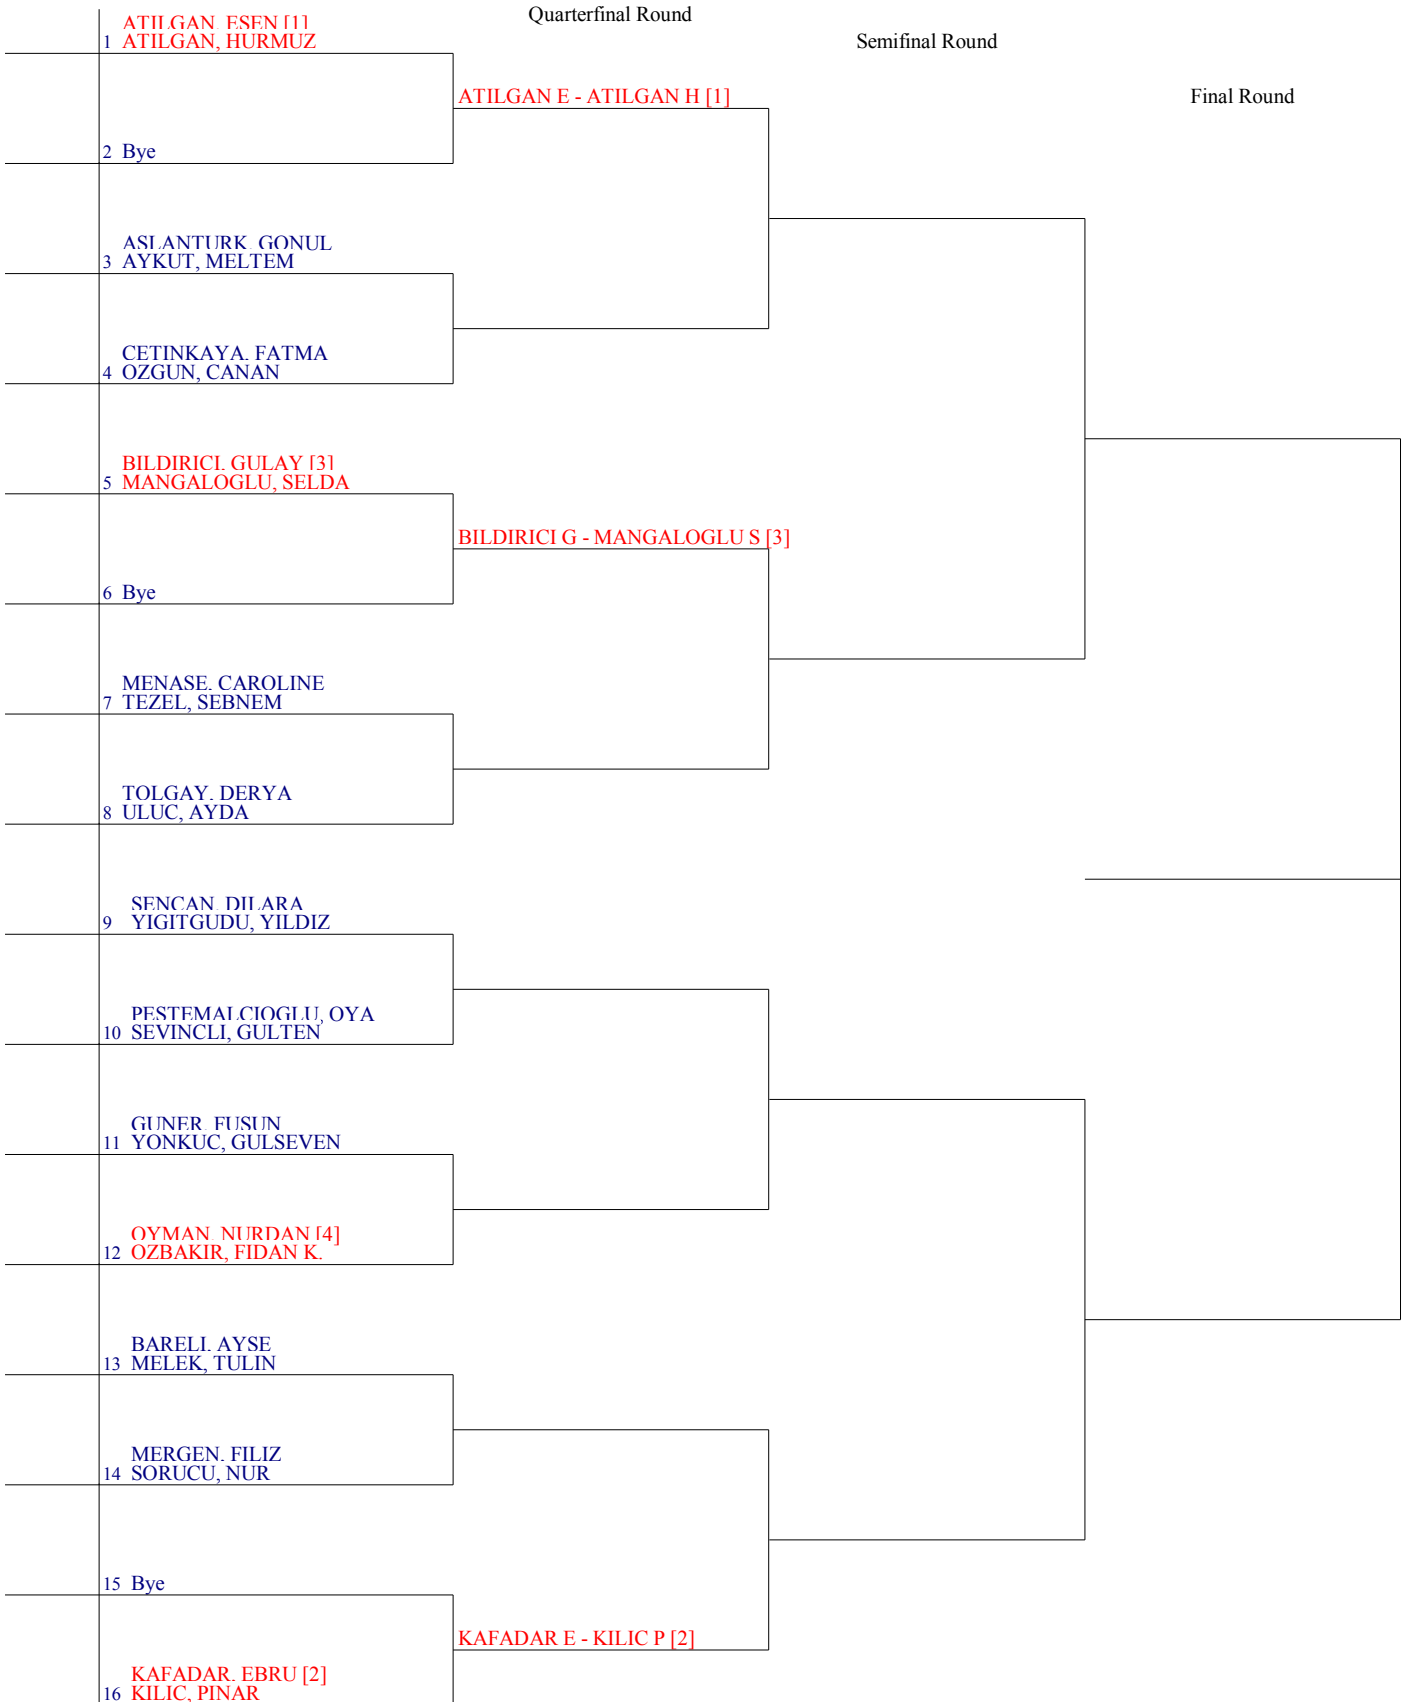 Quarterfinal Round
Semifinal Round
Final Round
ATILGAN, ESEN [1]
1 ATILGAN, HURMUZ
ATILGAN E - ATILGAN H [1]
2 Bye
ASLANTURK, GONUL
3 AYKUT, MELTEM
CETINKAYA, FATMA
4 OZGUN, CANAN
BILDIRICI, GULAY [3]
5 MANGALOGLU, SELDA
BILDIRICI G - MANGALOGLU S [3]
6 Bye
MENASE, CAROLINE
7 TEZEL, SEBNEM
TOLGAY, DERYA
8 ULUC, AYDA
SENCAN, DILARA
9 YIGITGUDU, YILDIZ
PESTEMALCIOGLU, OYA
10 SEVINCLI, GULTEN
GUNER, FUSUN
11 YONKUC, GULSEVEN
OYMAN, NURDAN [4]
12 OZBAKIR, FIDAN K.
BARELI, AYSE
13 MELEK, TULIN
MERGEN, FILIZ
14 SORUCU, NUR
15 Bye
KAFADAR E - KILIC P [2]
KAFADAR, EBRU [2]
16 KILIC, PINAR